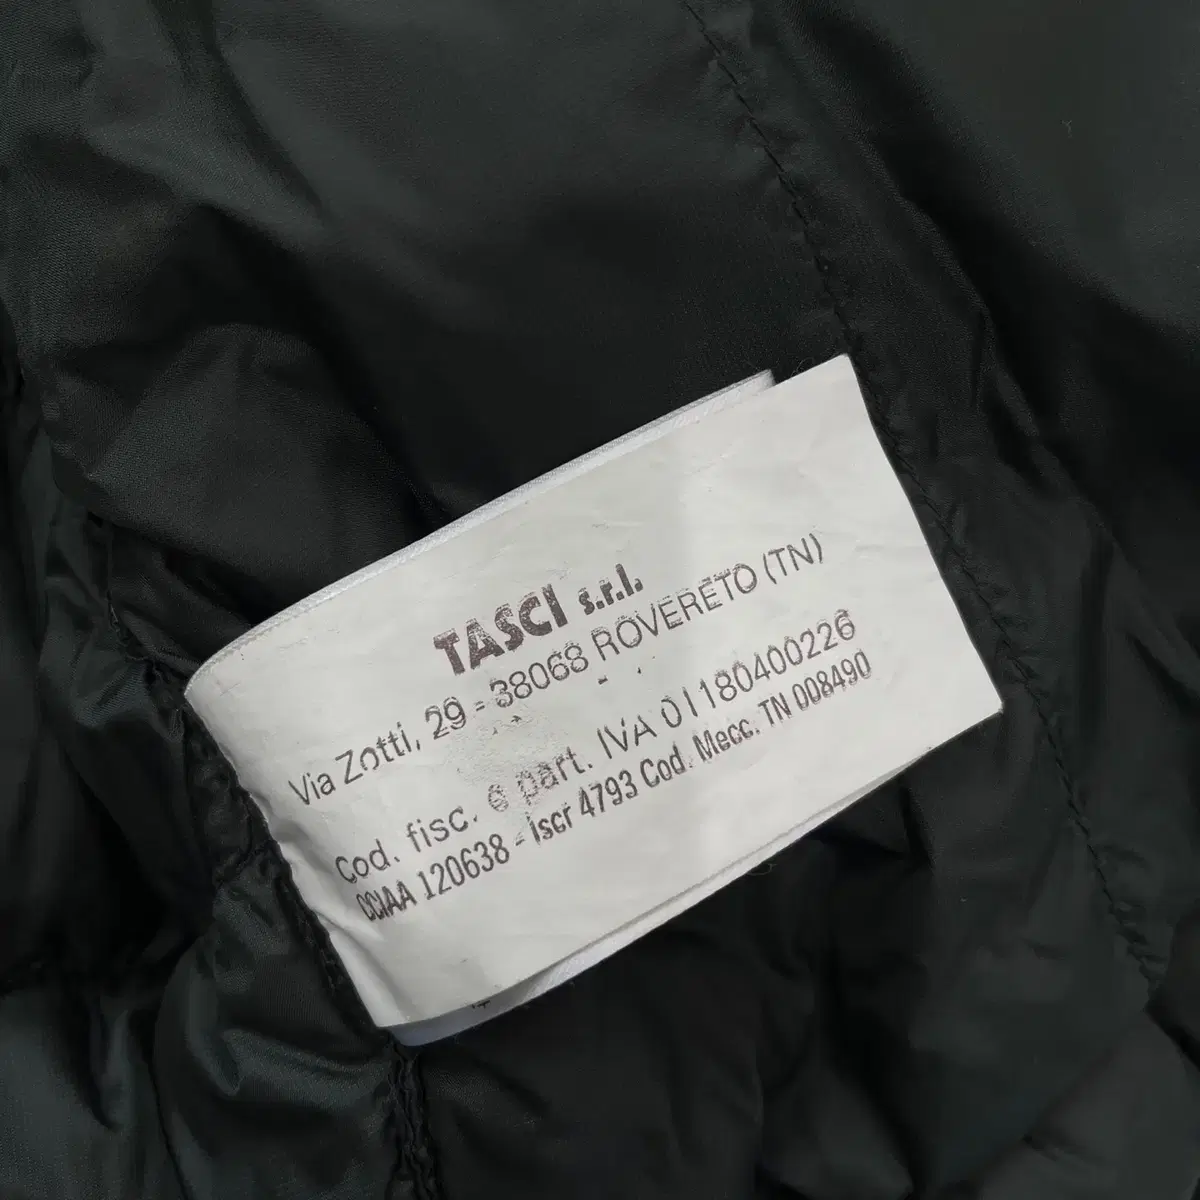 TASCI s.r.l.
Via Zotti, 29 - 38068 ROVERETO (TN)
Cod. fisc. e part. IVA 01180400226
CCIAA 120638 - Iscr 4793 Cod. Mecc. TN 008490